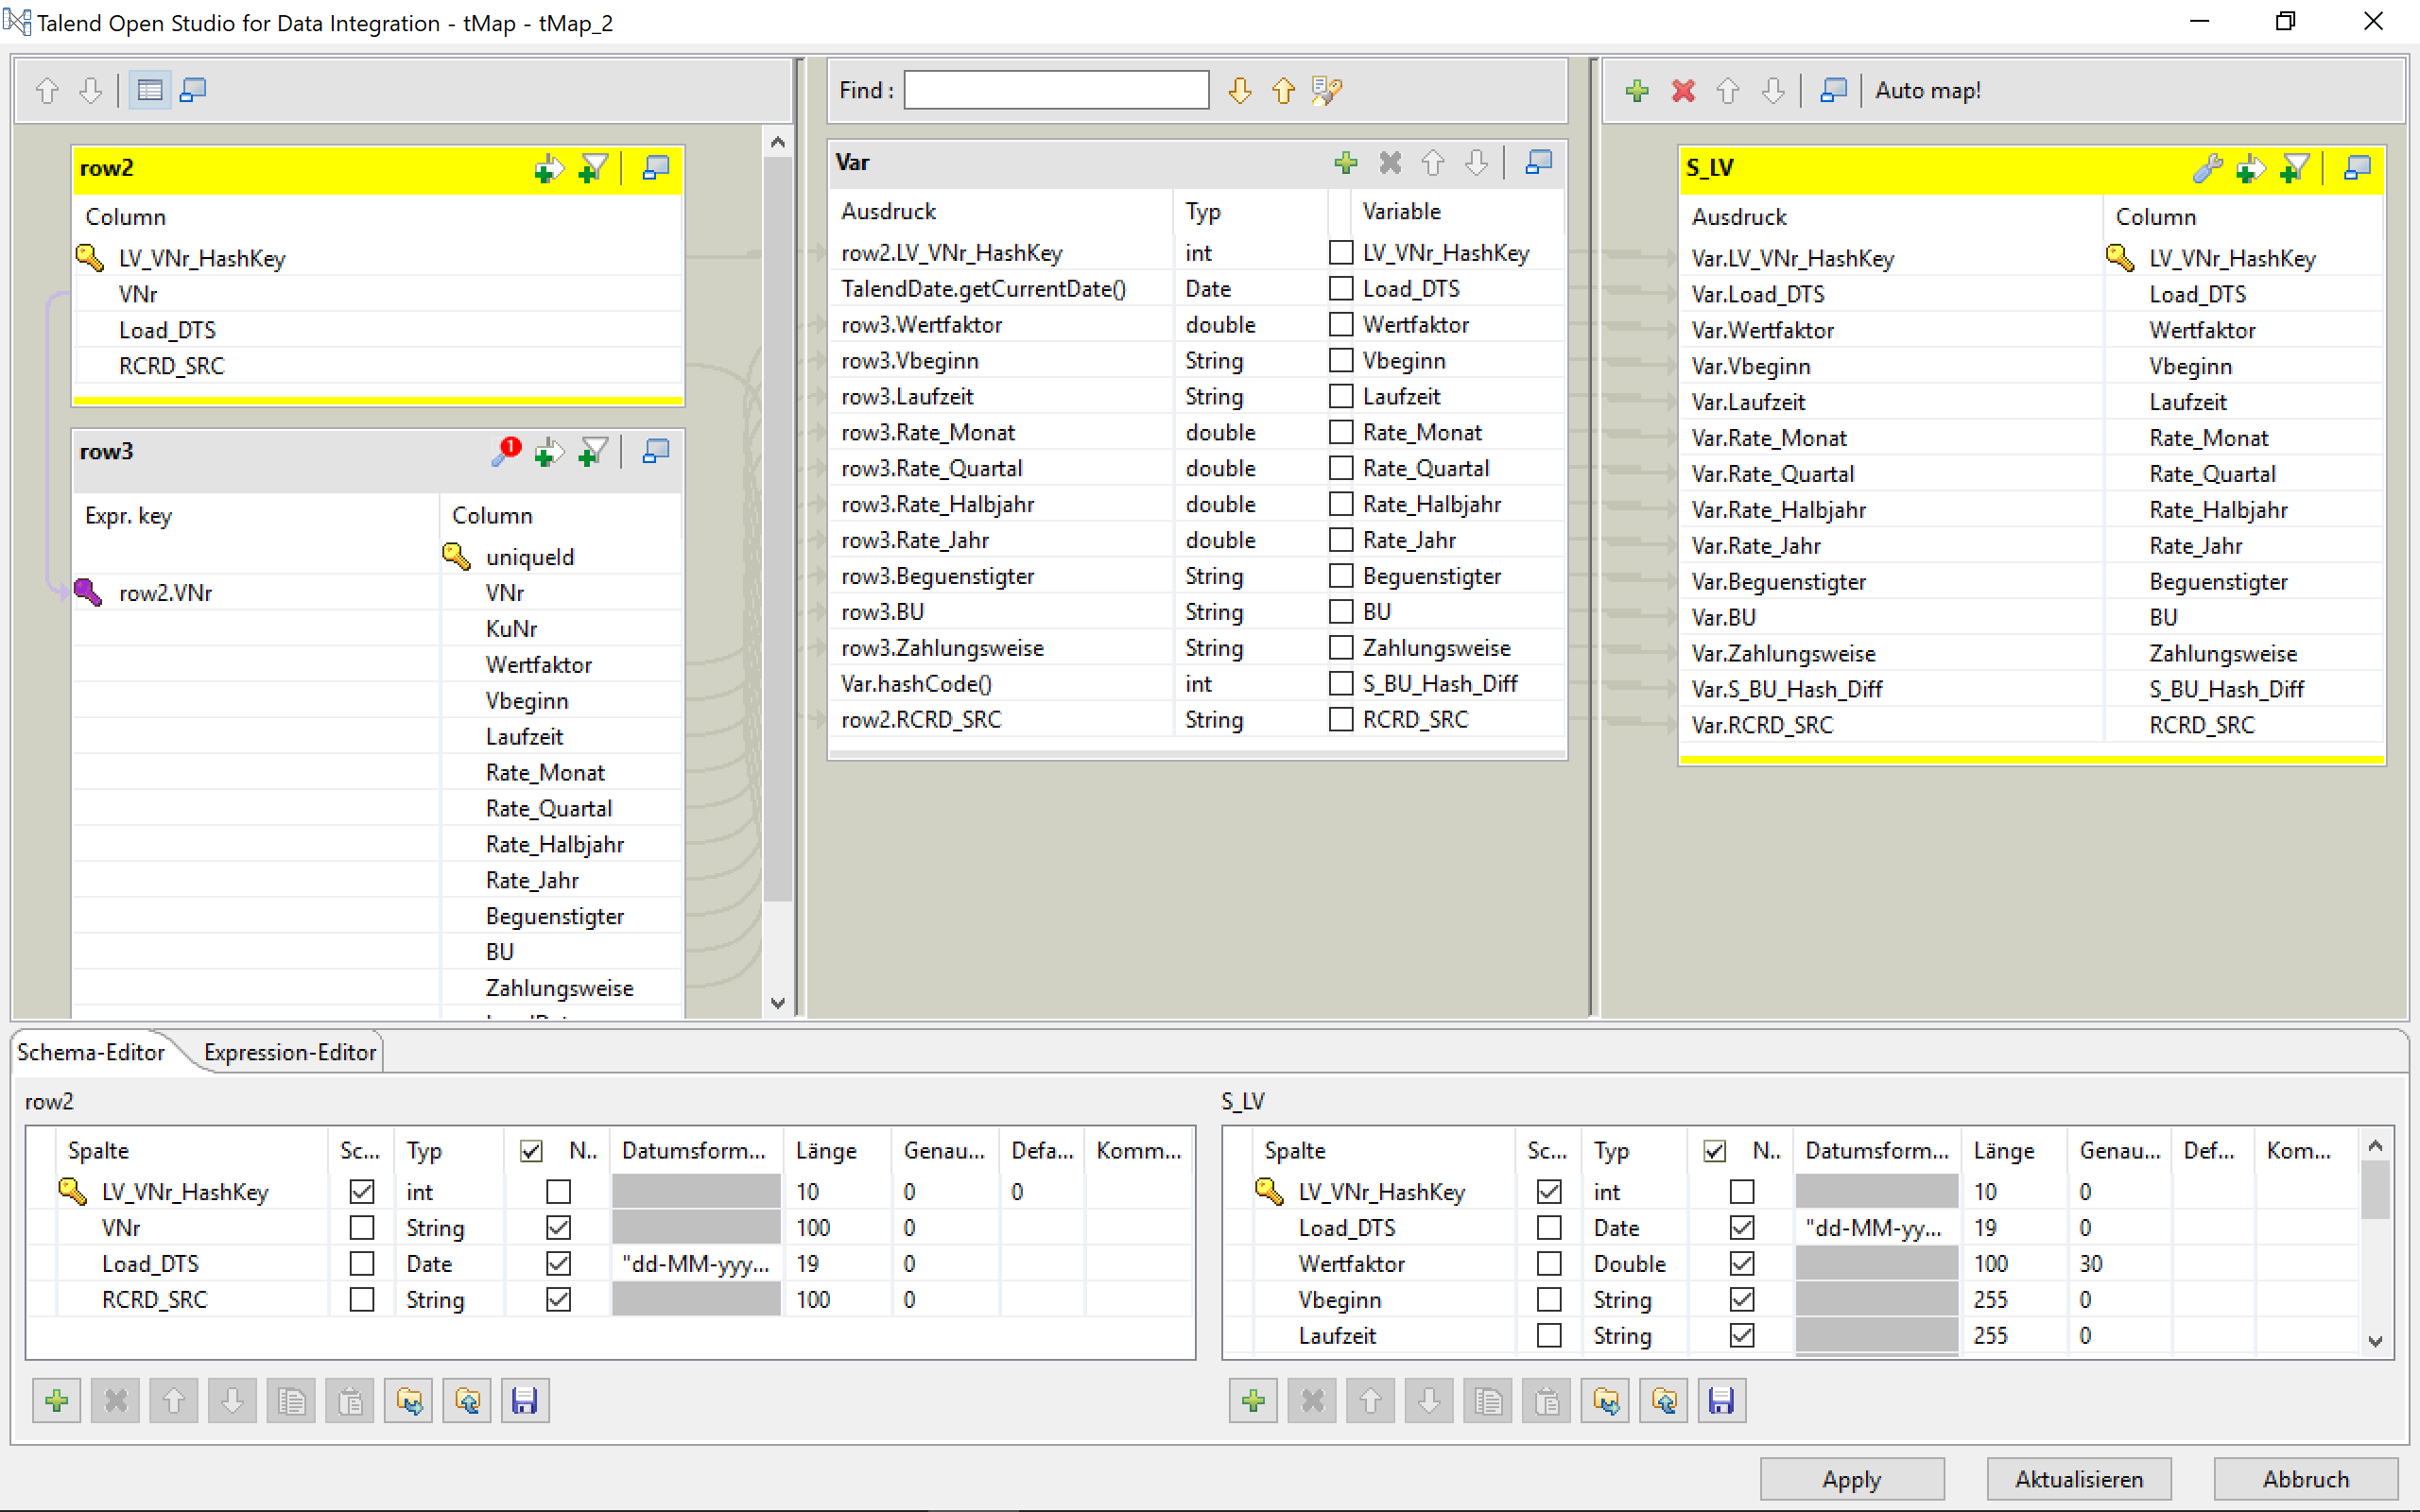 Talend Open Studio for Data Integration - tMap - tMap_2
row2
Column
LV_VNr_HashKey
VNr
Load_DTS
RCRD_SRC
row3
1
Expr. key Column
uniqueId
row2.VNr VNr
KuNr
Wertfaktor
Vbeginn
Laufzeit
Rate_Monat
Rate_Quartal
Rate_Halbjahr
Rate_Jahr
Beguenstigter
BU
Zahlungsweise
Find :
Var
Ausdruck Typ Variable
row2.LV_VNr_HashKey int LV_VNr_HashKey
TalendDate.getCurrentDate() Date Load_DTS
row3.Wertfaktor double Wertfaktor
row3.Vbeginn String Vbeginn
row3.Laufzeit String Laufzeit
row3.Rate_Monat double Rate_Monat
row3.Rate_Quartal double Rate_Quartal
row3.Rate_Halbjahr double Rate_Halbjahr
row3.Rate_Jahr double Rate_Jahr
row3.Beguenstigter String Beguenstigter
row3.BU String BU
row3.Zahlungsweise String Zahlungsweise
Var.hashCode() int S_BU_Hash_Diff
row2.RCRD_SRC String RCRD_SRC
Auto map!
S_LV
Ausdruck Column
Var.LV_VNr_HashKey LV_VNr_HashKey
Var.Load_DTS Load_DTS
Var.Wertfaktor Wertfaktor
Var.Vbeginn Vbeginn
Var.Laufzeit Laufzeit
Var.Rate_Monat Rate_Monat
Var.Rate_Quartal Rate_Quartal
Var.Rate_Halbjahr Rate_Halbjahr
Var.Rate_Jahr Rate_Jahr
Var.Beguenstigter Beguenstigter
Var.BU BU
Var.Zahlungsweise Zahlungsweise
Var.S_BU_Hash_Diff S_BU_Hash_Diff
Var.RCRD_SRC RCRD_SRC
Schema-Editor Expression-Editor
row2
Spalte Sc... Typ N.. Datumsform... Länge Genau... Defa... Komm...
LV_VNr_HashKey int 10 0 0
VNr String 100 0
Load_DTS Date "dd-MM-yyy... 19 0
RCRD_SRC String 100 0
S_LV
Spalte Sc... Typ N.. Datumsform... Länge Genau... Def... Kom...
LV_VNr_HashKey int 10 0
Load_DTS Date "dd-MM-yy... 19 0
Wertfaktor Double 100 30
Vbeginn String 255 0
Laufzeit String 255 0
Apply Aktualisieren Abbruch